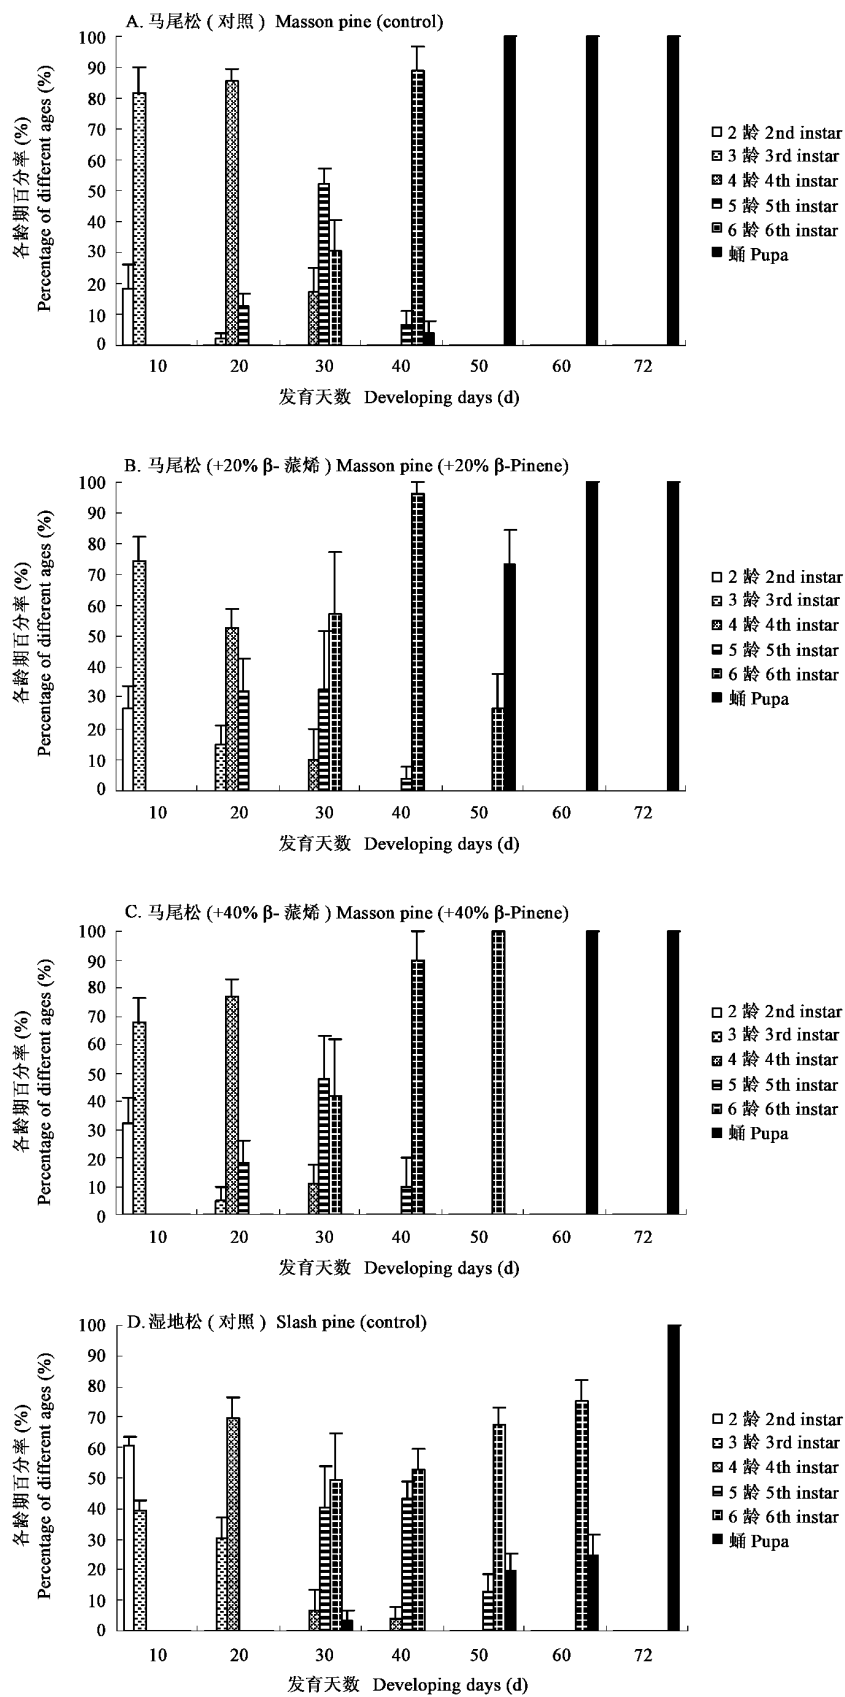 A. 马尾松 ( 对照 ) Masson pine (control)
各龄期百分率 (%)
Percentage of different ages (%)
100
90
80
70
60
50
40
30
20
10
0
10 20 30 40 50 60 72
发育天数 Developing days (d)
2 龄 2nd instar
3 龄 3rd instar
4 龄 4th instar
5 龄 5th instar
6 龄 6th instar
蛹 Pupa
B. 马尾松 (+20% β- 蒎烯 ) Masson pine (+20% β-Pinene)
各龄期百分率 (%)
Percentage of different ages (%)
100
90
80
70
60
50
40
30
20
10
0
10 20 30 40 50 60 72
发育天数 Developing days (d)
2 龄 2nd instar
3 龄 3rd instar
4 龄 4th instar
5 龄 5th instar
6 龄 6th instar
蛹 Pupa
C. 马尾松 (+40% β- 蒎烯 ) Masson pine (+40% β-Pinene)
各龄期百分率 (%)
Percentage of different ages (%)
100
90
80
70
60
50
40
30
20
10
0
10 20 30 40 50 60 72
发育天数 Developing days (d)
2 龄 2nd instar
3 龄 3rd instar
4 龄 4th instar
5 龄 5th instar
6 龄 6th instar
蛹 Pupa
D. 湿地松 ( 对照 ) Slash pine (control)
各龄期百分率 (%)
Percentage of different ages (%)
100
90
80
70
60
50
40
30
20
10
0
10 20 30 40 50 60 72
发育天数 Developing days (d)
2 龄 2nd instar
3 龄 3rd instar
4 龄 4th instar
5 龄 5th instar
6 龄 6th instar
蛹 Pupa